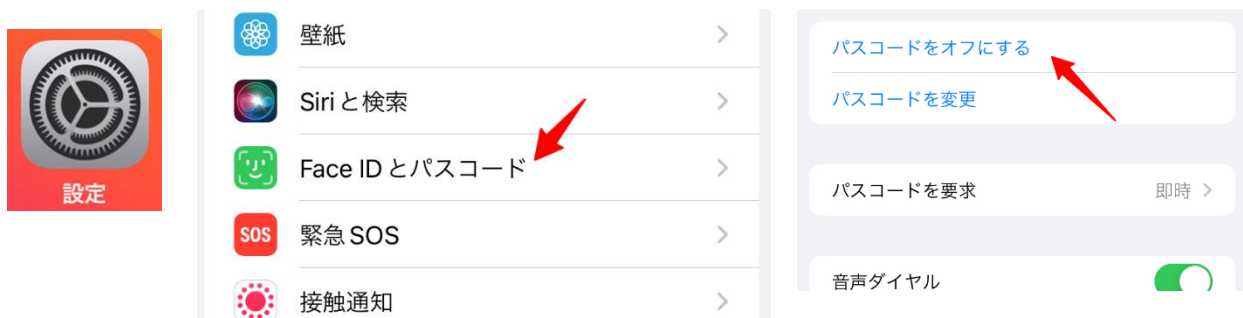 設定
壁紙
Siriと検索
Face IDとパスコード
SOS 緊急SOS
接触通知
パスコードをオフにする
パスコードを変更
パスコードを要求 即時
音声ダイヤル